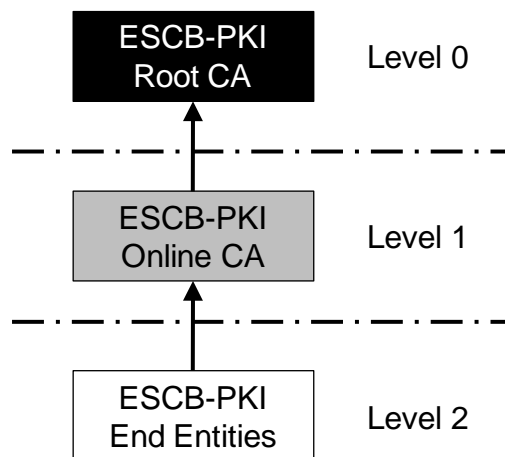 ESCB-PKI
Root CA
Level 0
ESCB-PKI
Online CA
Level 1
ESCB-PKI
End Entities
Level 2